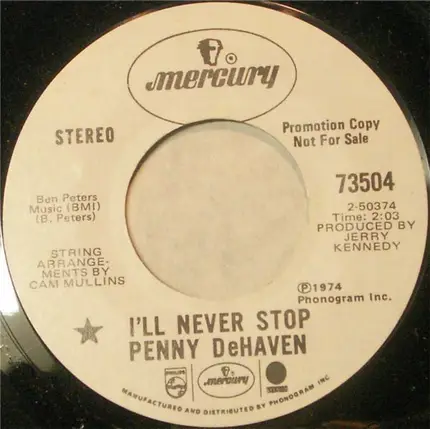 mercury
STEREO
Promotion Copy
Not For Sale
73504
2-50374
Time: 2:03
PRODUCED BY
JERRY
KENNEDY
Ben Peters
Music (BMI)
(B. Peters)
STRING
ARRANGE-
MENTS BY
CAM MULLINS
Ⓟ1974
Phonogram Inc.
I'LL NEVER STOP
PENNY DeHAVEN
PHILIPS
mercury
MANUFACTURED AND DISTRIBUTED BY PHONOGRAM INC